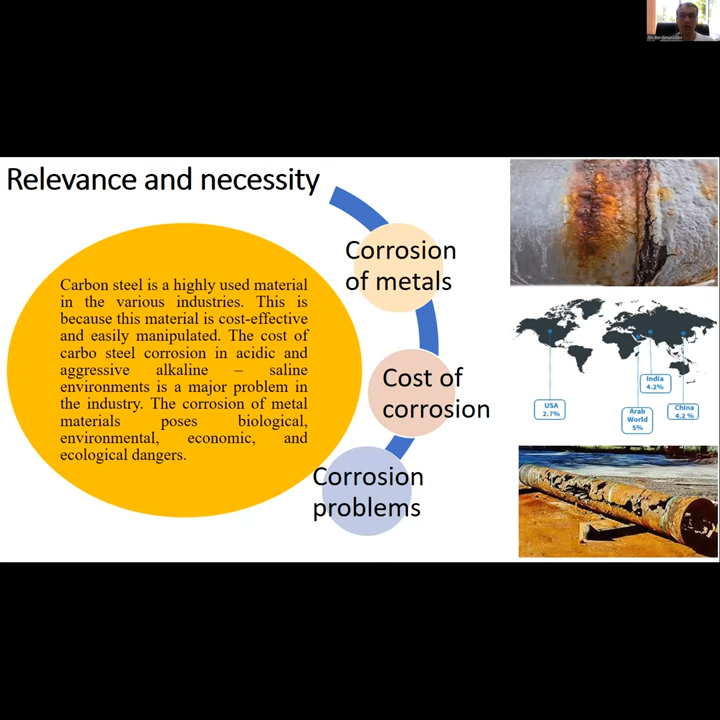 Relevance and necessity
Carbon steel is a highly used material
in the various industries. This is
because this material is cost-effective
and easily manipulated. The cost of
carbo steel corrosion in acidic and
aggressive alkaline – saline
environments is a major problem in
the industry. The corrosion of metal
materials poses biological,
environmental, economic, and
ecological dangers.
Corrosion
of metals
Cost of
corrosion
Corrosion
problems
USA
2.7%
Arab
World
5%
India
4.2%
China
4.2 %